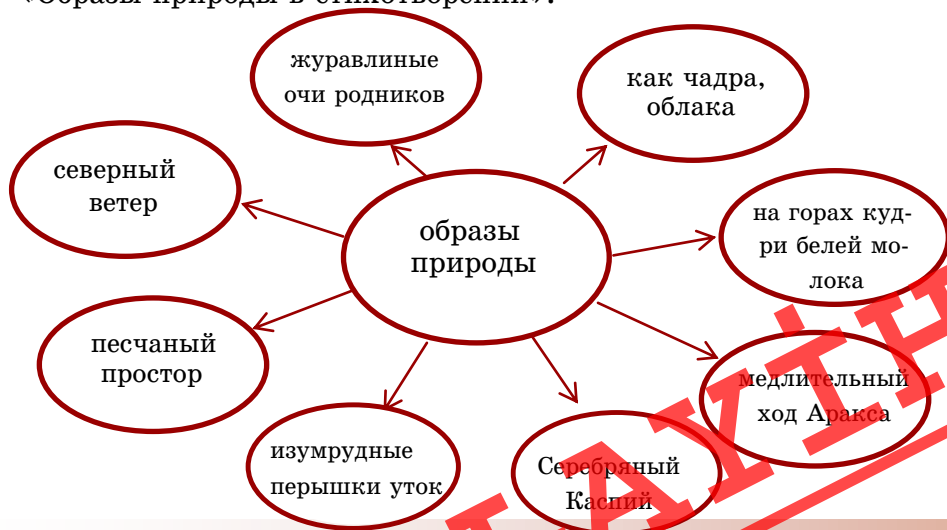 «Образы природы в стихотворении».
журавлиные
очи родников
как чадра,
облака
северный
ветер
образы
природы
на горах куд-
ри белей мо-
лока
песчаный
простор
медлительный
ход Аракса
изумрудные
перышки уток
Серебряный
Каспий
LAYİH